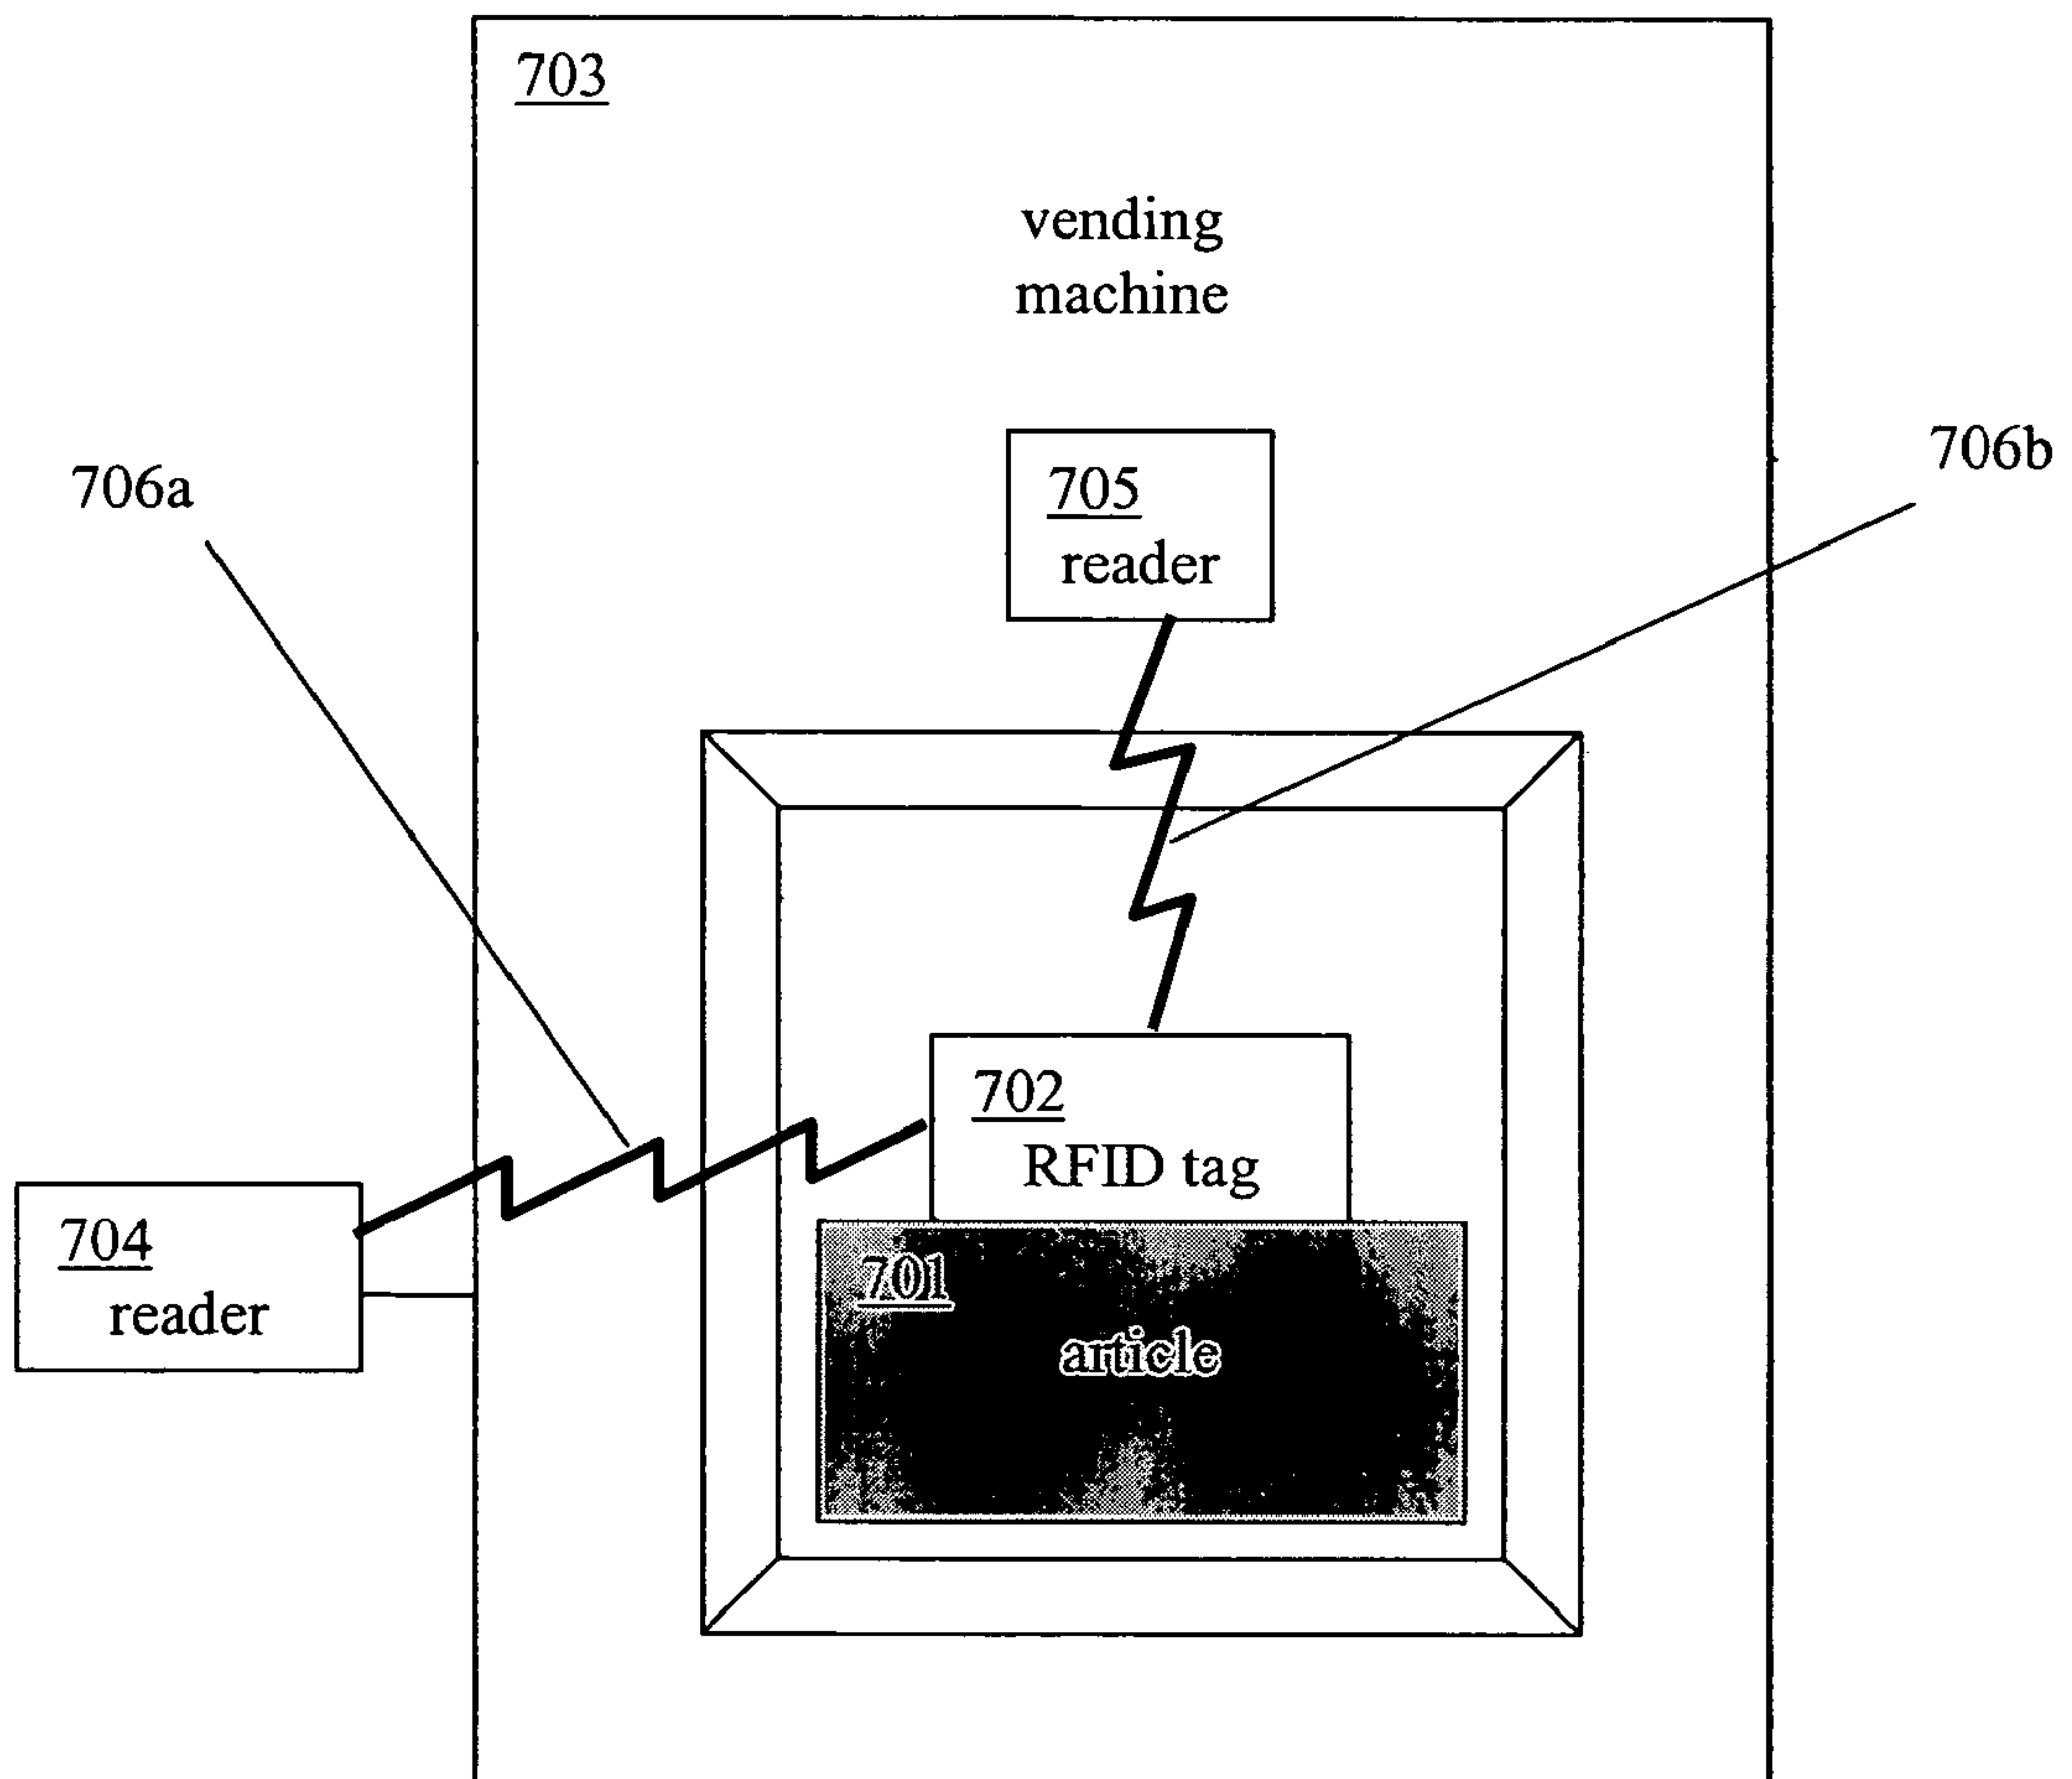 703
vending
machine
706b
706a
705
reader
702
RFID tag
704
reader
701
article